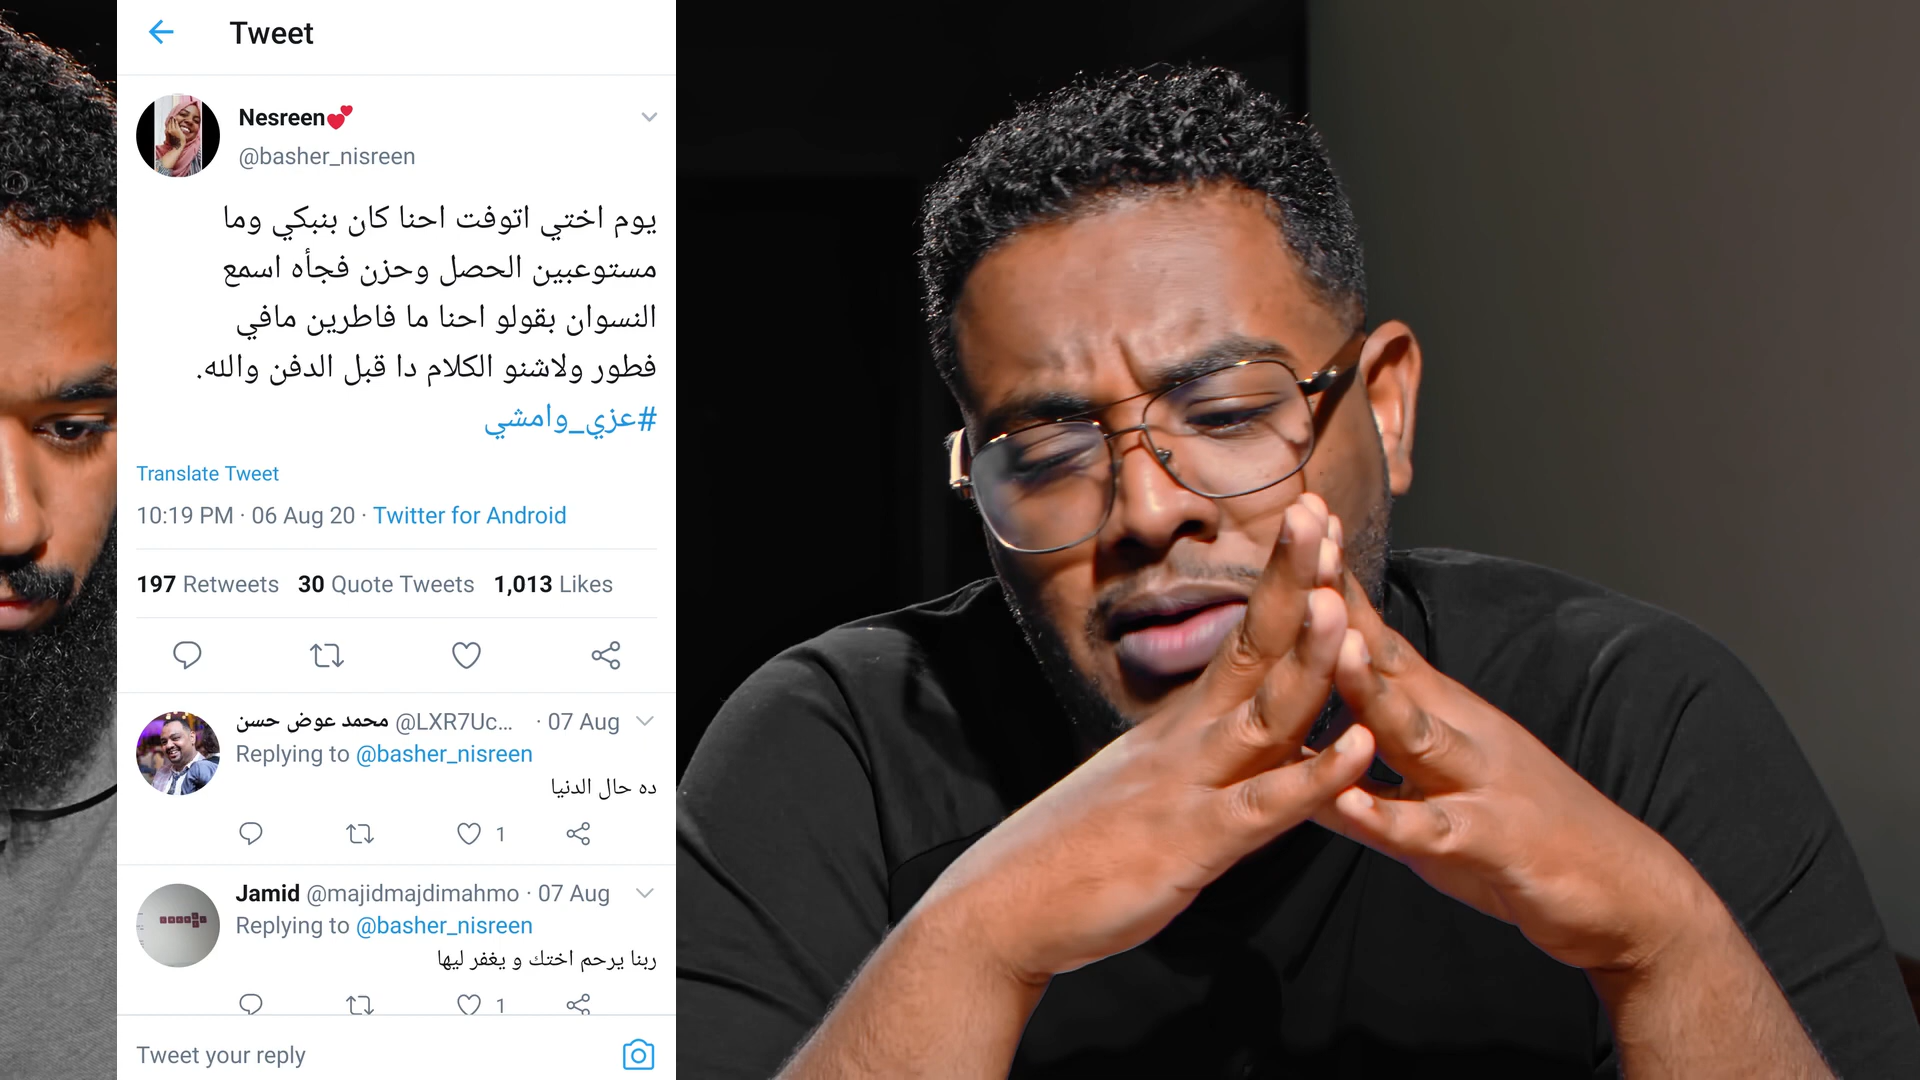 Tweet
Nesreen💕
@basher_nisreen
يوم اختي اتوفت احنا كان بنبكي وما
مستوعبين الحصل وحزن فجأه اسمع
النسوان بقولو احنا ما فاطرين مافي
فطور ولاشنو الكلام دا قبل الدفن والله.
#عزي_وامشي
Translate Tweet
10:19 PM · 06 Aug 20 · Twitter for Android
197 Retweets 30 Quote Tweets 1,013 Likes
محمد عوض حسن @LXR7Uc... · 07 Aug
Replying to @basher_nisreen
ده حال الدنيا
1
Jamid @majidmajdimahmo · 07 Aug
Replying to @basher_nisreen
ربنا يرحم اختك و يغفر ليها
1
Tweet your reply